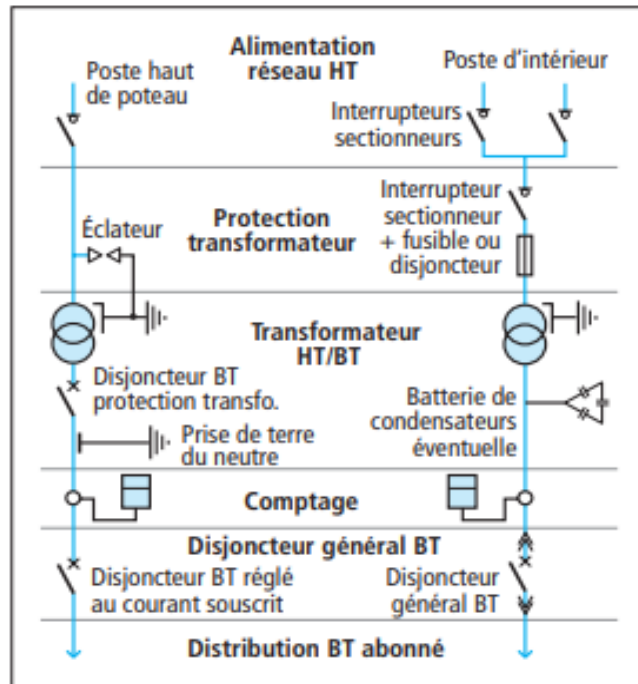 Alimentation
réseau HT
Poste haut
de poteau
Poste d'intérieur
Interrupteurs
sectionneurs
Protection
transformateur
Éclateur
Interrupteur
sectionneur
+ fusible ou
disjoncteur
Transformateur
HT/BT
Disjoncteur BT
protection transfo.
Prise de terre
du neutre
Batterie de
condensateurs
éventuelle
Comptage
Disjoncteur général BT
Disjoncteur BT réglé
au courant souscrit
Disjoncteur
général BT
Distribution BT abonné